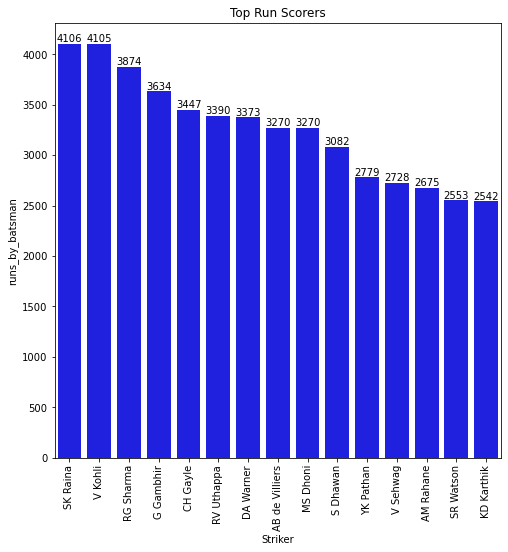 Top Run Scorers
4106 4105
3874
3634
3447
3390
3373
3270
3270
3082
2779
2728
2675
2553
2542
4000
3500
3000
2500
2000
1500
1000
500
0
runs_by_batsman
SK Raina
V Kohli
RG Sharma
G Gambhir
CH Gayle
RV Uthappa
DA Warner
AB de Villiers
MS Dhoni
S Dhawan
YK Pathan
V Sehwag
AM Rahane
SR Watson
KD Karthik
Striker